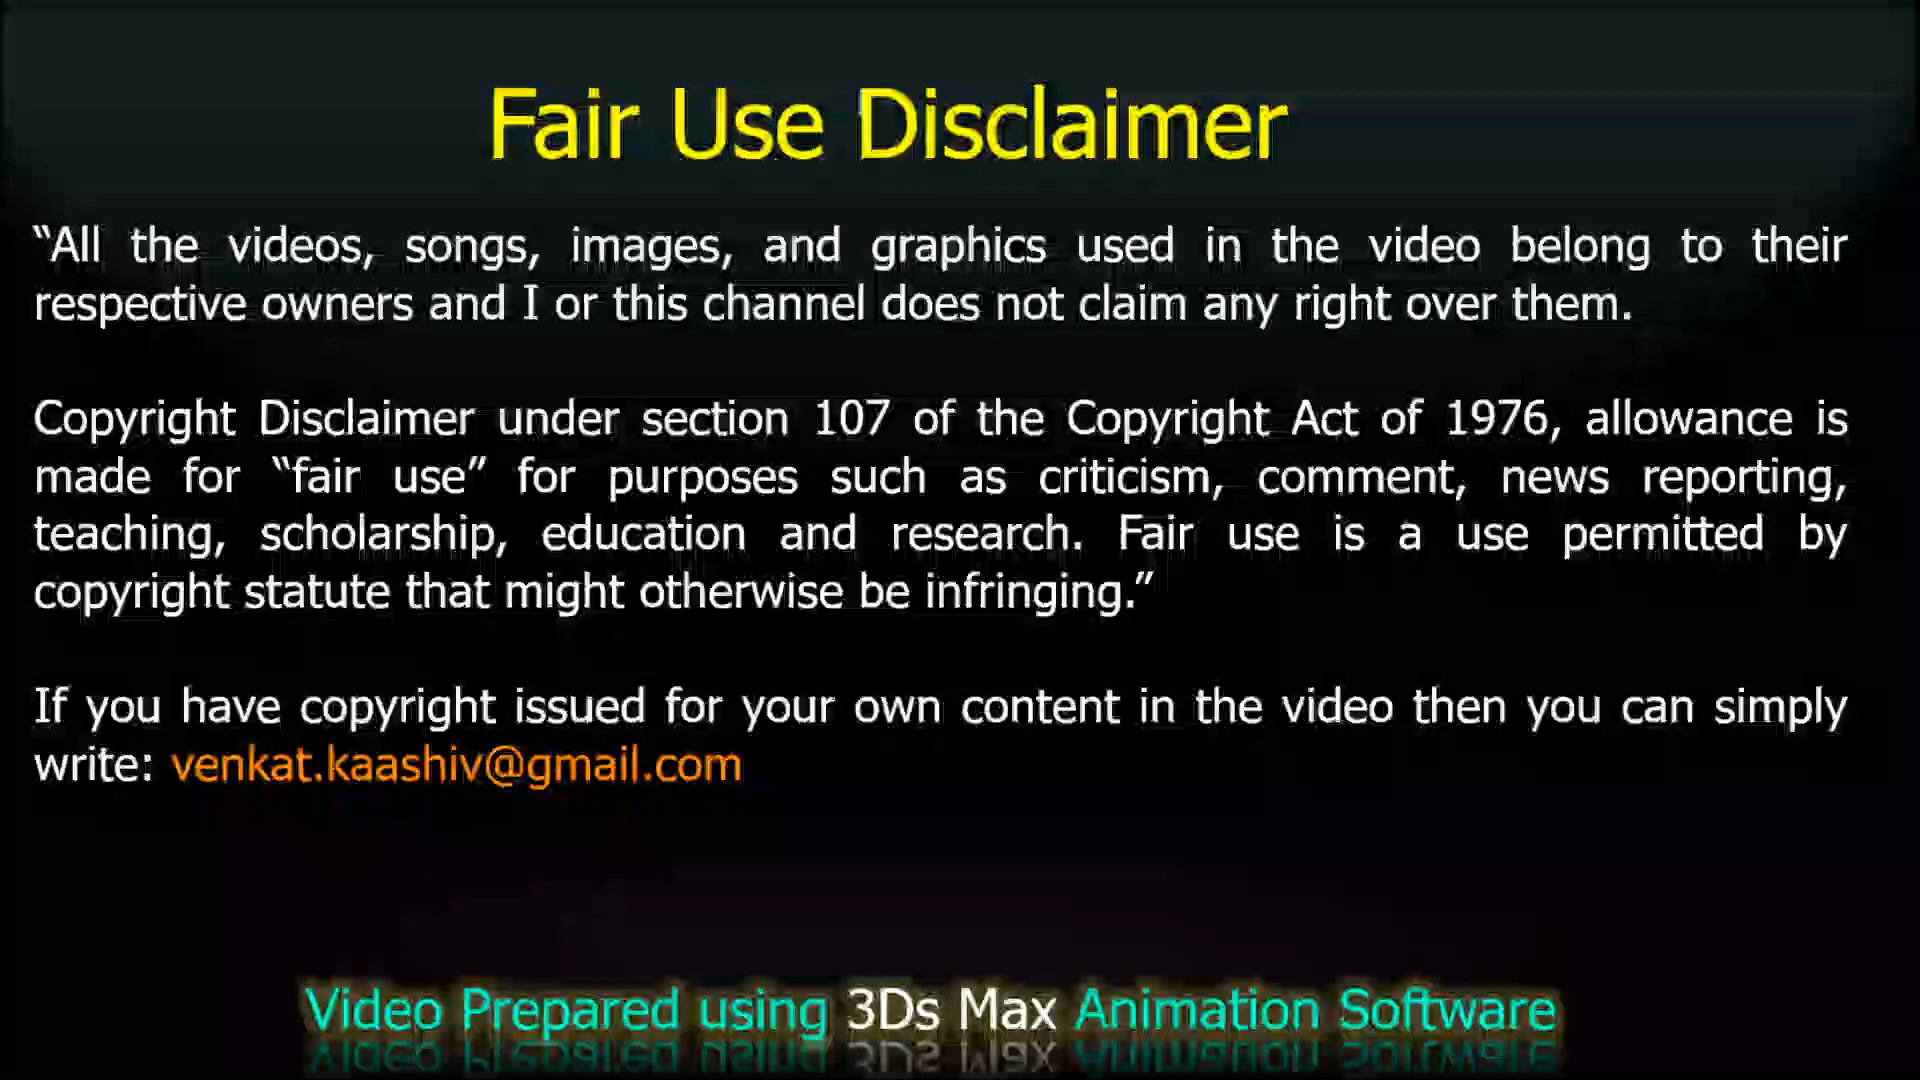 Fair Use Disclaimer
“All the videos, songs, images, and graphics used in the video belong to their
respective owners and I or this channel does not claim any right over them.
Copyright Disclaimer under section 107 of the Copyright Act of 1976, allowance is
made for “fair use” for purposes such as criticism, comment, news reporting,
teaching, scholarship, education and research. Fair use is a use permitted by
copyright statute that might otherwise be infringing.”
If you have copyright issued for your own content in the video then you can simply
write: venkat.kaashiv@gmail.com
Video Prepared using 3Ds Max Animation Software